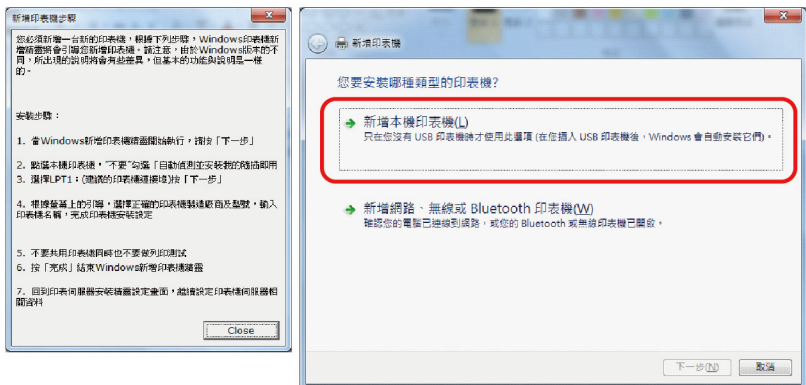 新增印表機步驟
您必須新增一台新的印表機，根據下列步驟，Windows印表機新
增精靈將會引導您新增印表機。請注意，由於Windows版本的不
同，所出現的說明將會有些差異，但基本的功能與說明是一樣
的。
安裝步驟：
1. 當Windows新增印表機精靈開始執行，請按「下一步」
2. 點選本機印表機，"不要"勾選「自動偵測並安裝我的隨插即用
3. 選擇LPT1：(建議的印表機連接埠)按「下一步」
4. 根據螢幕上的引導，選擇正確的印表機製造廠商及型號，輸入
印表機名稱，完成印表機安裝設定
5. 不要共用印表機同時也不要做列印測試
6. 按「完成」結束Windows新增印表機精靈
7. 回到印表伺服器安裝精靈設定畫面，繼續設定印表機伺服器相
關資料
Close
新增印表機
您要安裝哪種類型的印表機?
新增本機印表機(L)
只在您沒有 USB 印表機時才使用此選項 (在您插入 USB 印表機後，Windows 會自動安裝它們)。
新增網路、無線或 Bluetooth 印表機(W)
確認您的電腦已連線到網路，或您的 Bluetooth 或無線印表機已開啟。
下一步(N)
取消